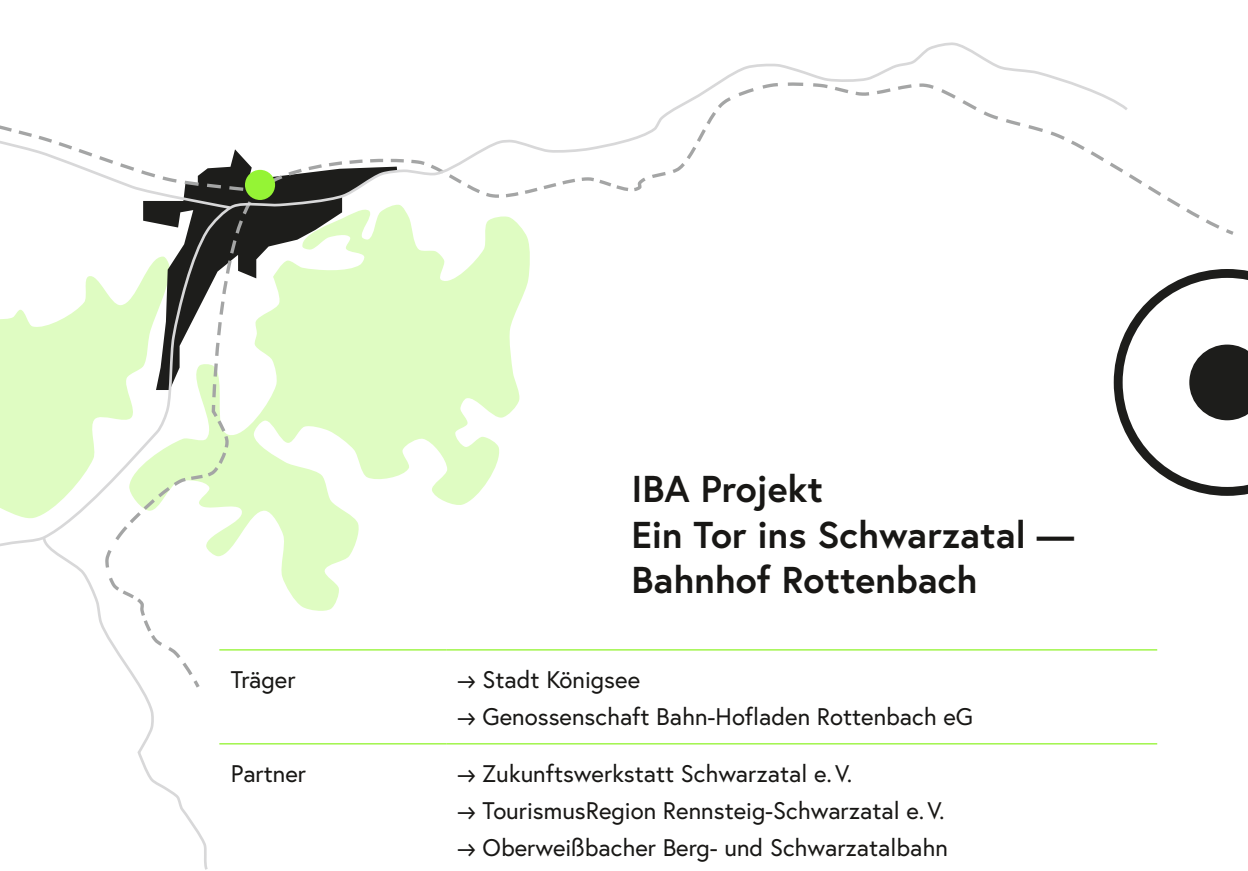 IBA Projekt
Ein Tor ins Schwarzatal —
Bahnhof Rottenbach
Träger
→ Stadt Königsee
→ Genossenschaft Bahn-Hofladen Rottenbach eG
Partner
→ Zukunftswerkstatt Schwarzatal e. V.
→ TourismusRegion Rennsteig-Schwarzatal e. V.
→ Oberweißbacher Berg- und Schwarzatalbahn